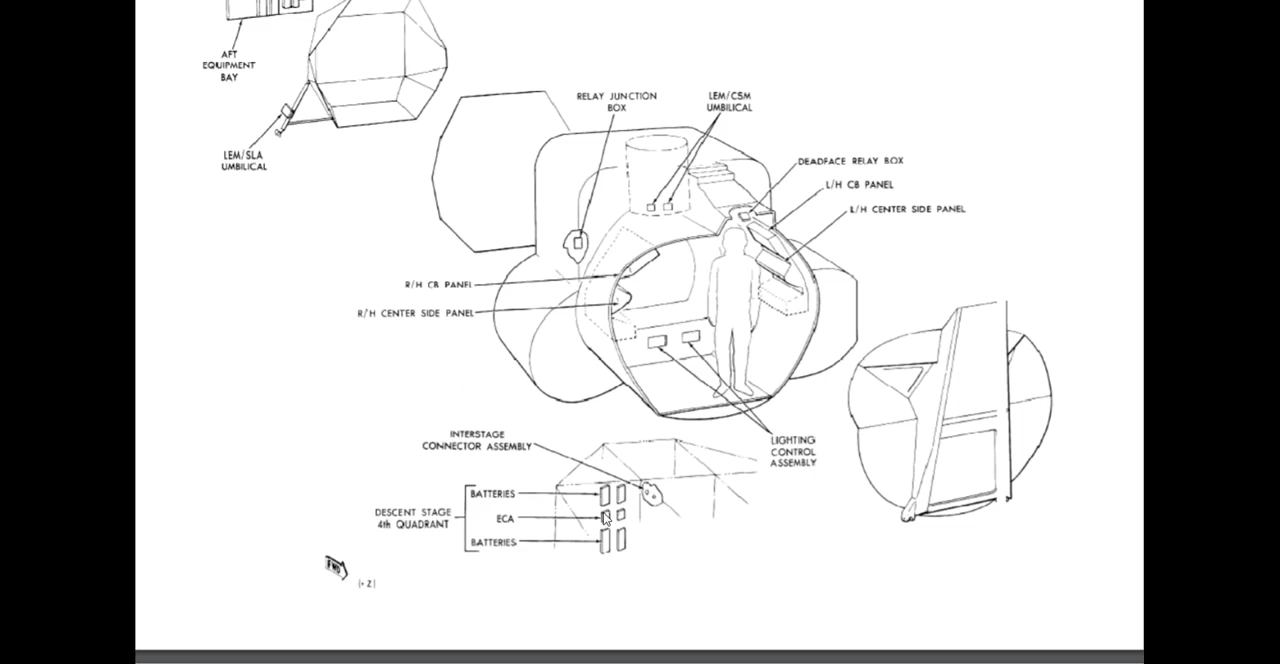 AFT
EQUIPMENT
BAY
LEM/SLA
UMBILICAL
RELAY JUNCTION
BOX
LEM/CSM
UMBILICAL
DEADFACE RELAY BOX
L/H CB PANEL
L/H CENTER SIDE PANEL
R/H CB PANEL
R/H CENTER SIDE PANEL
INTERSTAGE
CONNECTOR ASSEMBLY
LIGHTING
CONTROL
ASSEMBLY
DESCENT STAGE
4th QUADRANT
BATTERIES
ECA
BATTERIES
FWD
(+Z)